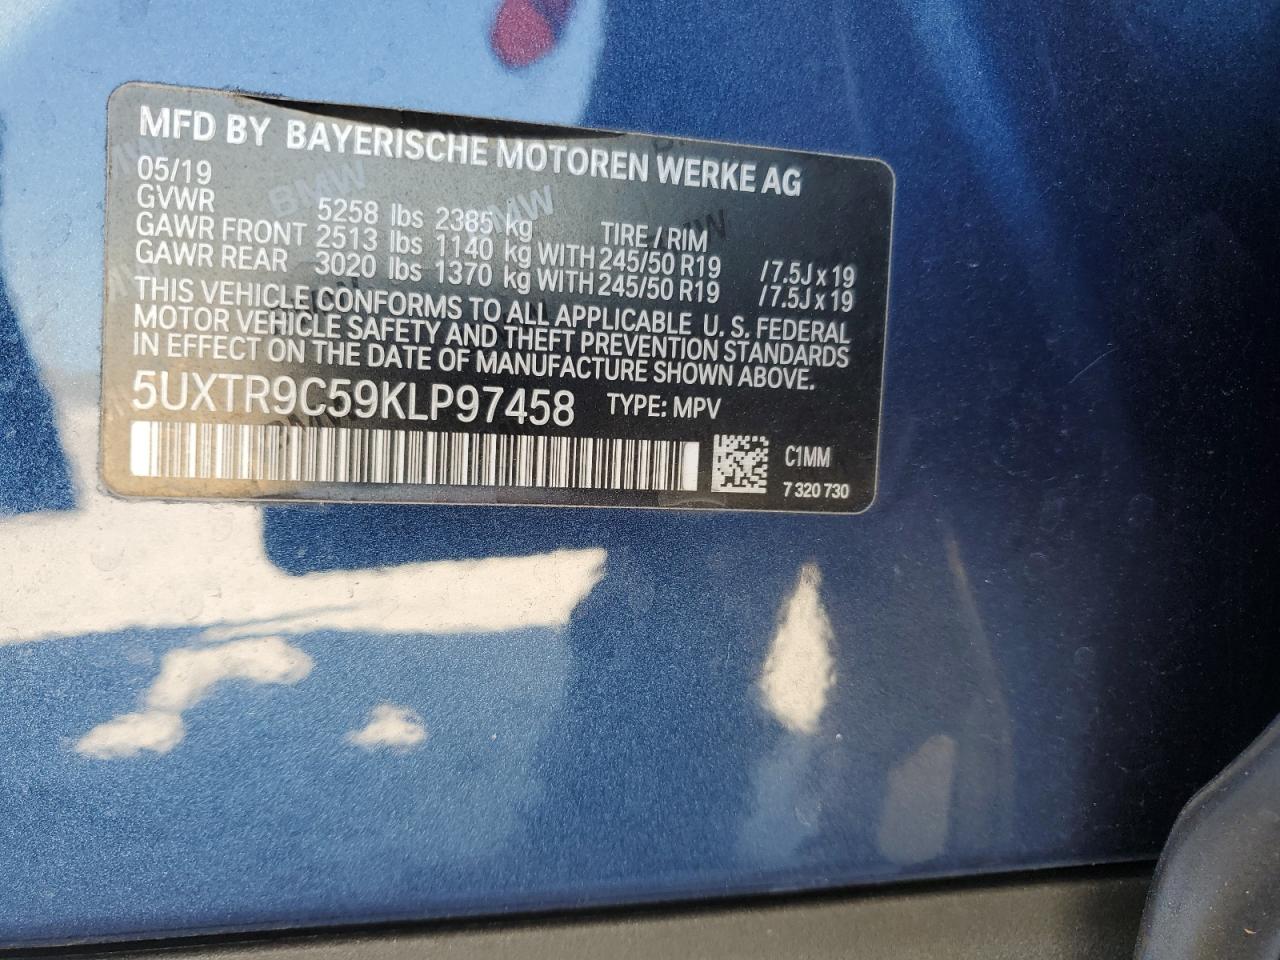 MFD BY BAYERISCHE MOTOREN WERKE AG
05/19
GVWR 5258 lbs 2385 kg TIRE / RIM
GAWR FRONT 2513 lbs 1140 kg WITH 245/50 R19 /7.5J x 19
GAWR REAR 3020 lbs 1370 kg WITH 245/50 R19 /7.5J x 19
THIS VEHICLE CONFORMS TO ALL APPLICABLE U. S. FEDERAL
MOTOR VEHICLE SAFETY AND THEFT PREVENTION STANDARDS
IN EFFECT ON THE DATE OF MANUFACTURE SHOWN ABOVE.
5UXTR9C59KLP97458 TYPE: MPV
C1MM
7 320 730